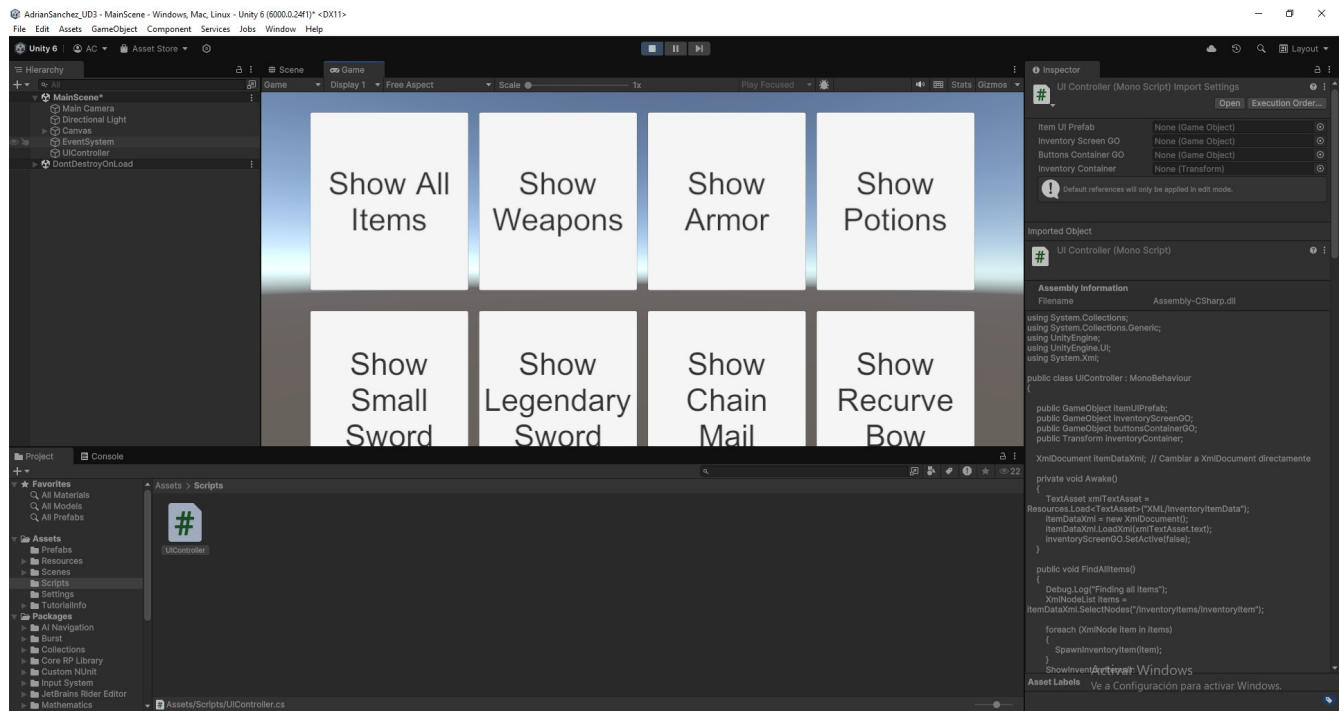 AdrianSanchez_UD3 - MainScene - Windows, Mac, Linux - Unity 6 (6000.0.24f1)* <DX11>
File Edit Assets GameObject Component Services Jobs Window Help
Unity 6 AC Asset Store Layout
Hierarchy
All
MainScene*
Main Camera
Directional Light
Canvas
EventSystem
UIController
DontDestroyOnLoad
Scene Game
Game Display 1 Free Aspect Scale 1x Play Focused Stats Gizmos
Show All
Items
Show
Weapons
Show
Armor
Show
Potions
Show
Small
Sword
Show
Legendary
Sword
Show
Chain
Mail
Show
Recurve
Bow
Inspector
UI Controller (Mono Script) Import Settings
Open Execution Order...
Item UI Prefab None (Game Object)
Inventory Screen GO None (Game Object)
Buttons Container GO None (Game Object)
Inventory Container None (Transform)
Default references will only be applied in edit mode.
Imported Object
UI Controller (Mono Script)
Assembly Information
Filename Assembly-CSharp.dll
using System.Collections;
using System.Collections.Generic;
using UnityEngine;
using UnityEngine.UI;
using System.Xml;
public class UIController : MonoBehaviour
{
public GameObject itemUIPrefab;
public GameObject inventoryScreenGO;
public GameObject buttonsContainerGO;
public Transform inventoryContainer;
XmlDocument itemDataXml; // Cambiar a XmlDocument directamente
private void Awake()
{
TextAsset xmlTextAsset =
Resources.Load<TextAsset>("XML/InventoryItemData");
itemDataXml = new XmlDocument();
itemDataXml.LoadXml(xmlTextAsset.text);
inventoryScreenGO.SetActive(false);
}
public void FindAllItems()
{
Debug.Log("Finding all items");
XmlNodeList items =
itemDataXml.SelectNodes("/InventoryItems/InventoryItem");
foreach (XmlNode item in items)
{
SpawnInventoryItem(item);
}
Activar Windows
Asset Labels
Ve a Configuración para activar Windows.
Project Console
22
Favorites
All Materials
All Models
All Prefabs
Assets
Prefabs
Resources
Scenes
Scripts
Settings
TutorialInfo
Packages
AI Navigation
Burst
Collections
Core RP Library
Custom NUnit
Input System
JetBrains Rider Editor
Mathematics
Assets > Scripts
UIController
Assets/Scripts/UIController.cs